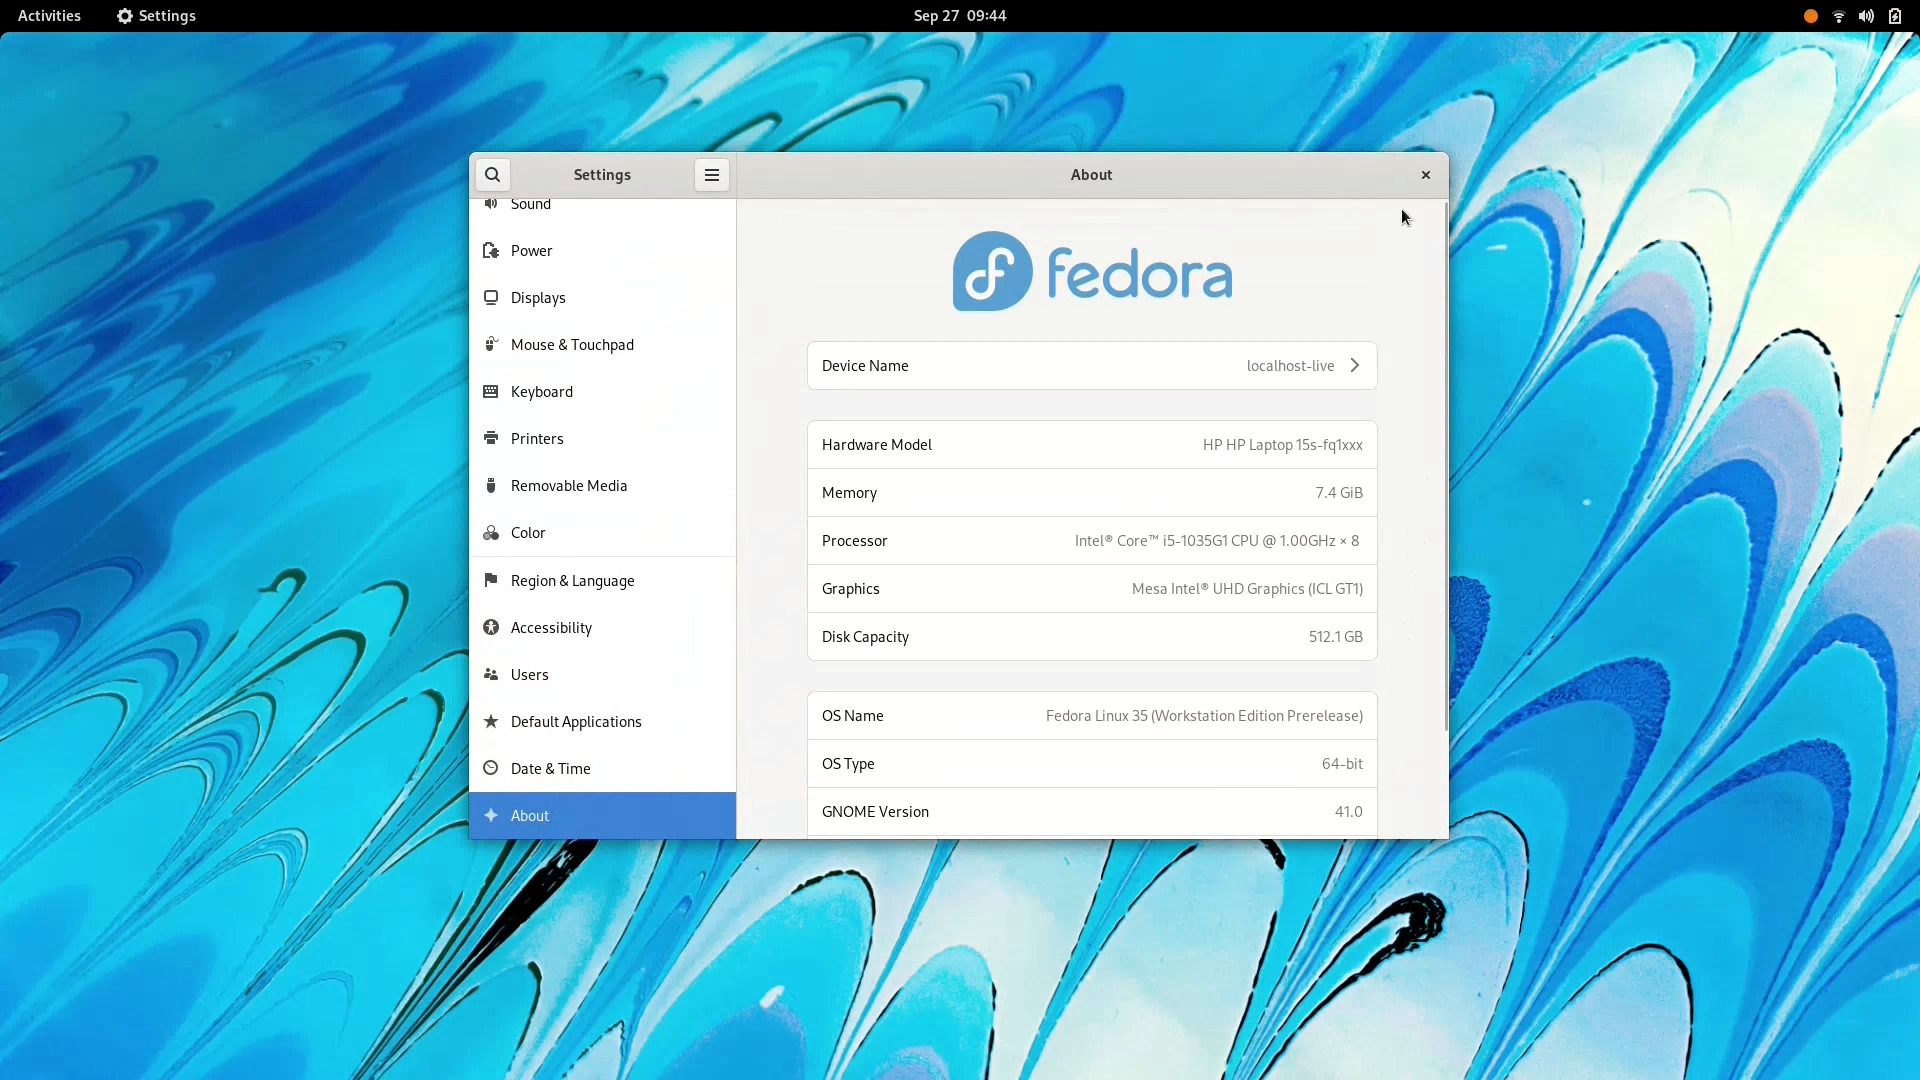 Activities
Settings
Sep 27 09:44
Settings
About
Sound
Power
Displays
Mouse & Touchpad
Keyboard
Printers
Removable Media
Color
Region & Language
Accessibility
Users
Default Applications
Date & Time
About
fedora
Device Name localhost-live
Hardware Model HP HP Laptop 15s-fq1xxx
Memory 7.4 GiB
Processor Intel® Core™ i5-1035G1 CPU @ 1.00GHz × 8
Graphics Mesa Intel® UHD Graphics (ICL GT1)
Disk Capacity 512.1 GB
OS Name Fedora Linux 35 (Workstation Edition Prerelease)
OS Type 64-bit
GNOME Version 41.0